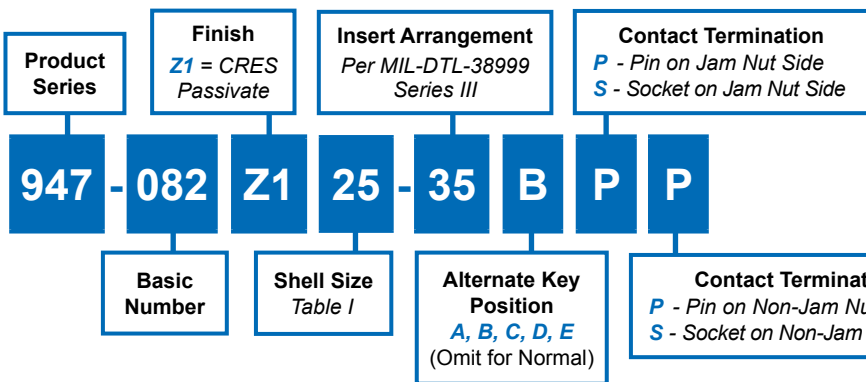 Product
Series
Finish
Z1 = CRES
Passivate
Insert Arrangement
Per MIL-DTL-38999
Series III
Contact Termination
P - Pin on Jam Nut Side
S - Socket on Jam Nut Side
947 - 082 Z1 25 - 35 B P P
Basic
Number
Shell Size
Table I
Alternate Key
Position
A, B, C, D, E
(Omit for Normal)
Contact
P - Pin on Non-Jam
S - Socket on Non-Jam